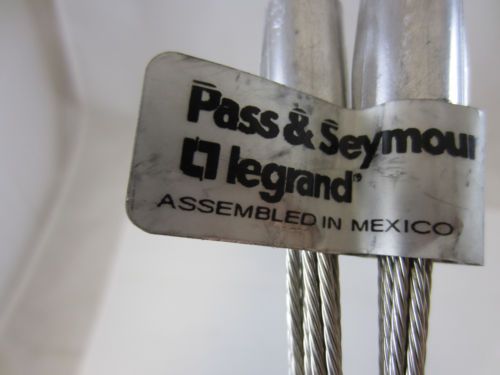 Pass & Seymour
legrand®
ASSEMBLED IN MEXICO